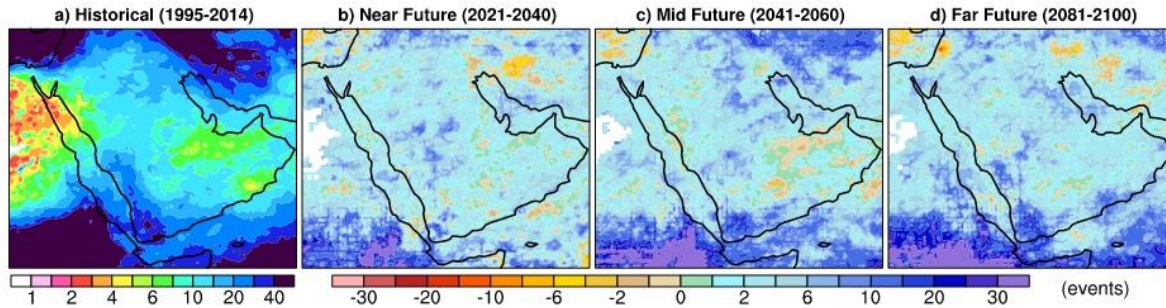 a) Historical (1995-2014) b) Near Future (2021-2040) c) Mid Future (2041-2060) d) Far Future (2081-2100)
1 2 4 6 10 20 40 -30 -20 -10 -6 -2 0 2 6 10 20 30 (events)